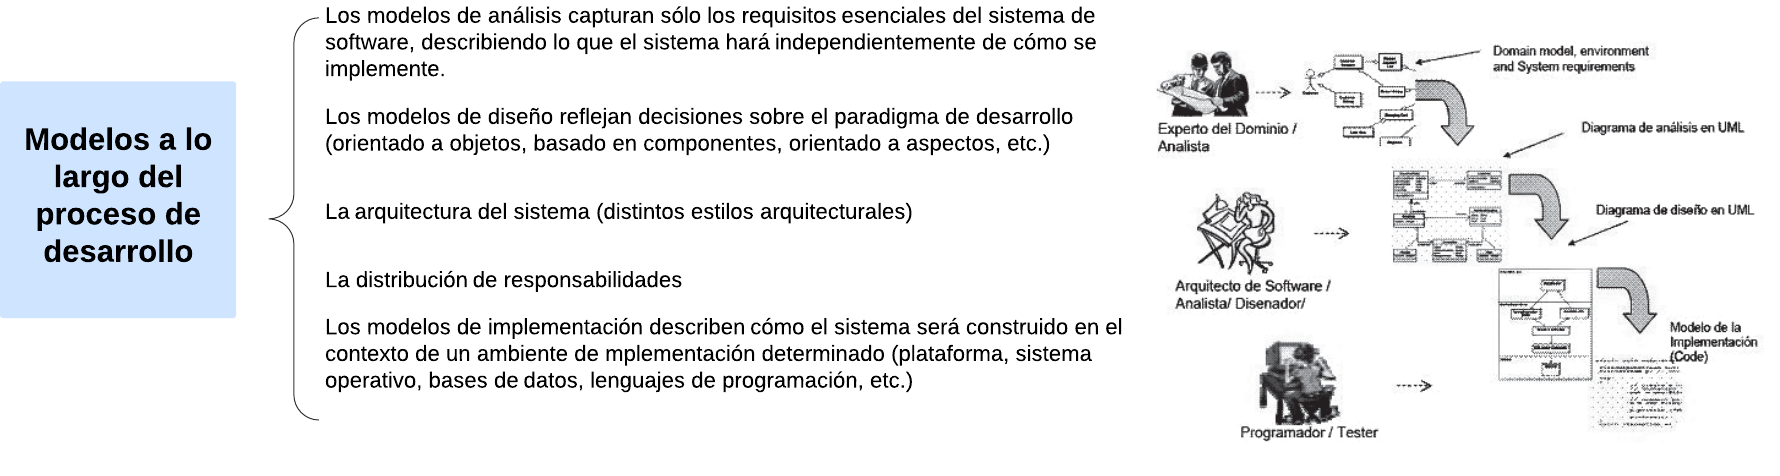 Modelos a lo
largo del
proceso de
desarrollo
Los modelos de análisis capturan sólo los requisitos esenciales del sistema de
software, describiendo lo que el sistema hará independientemente de cómo se
implemente.
Los modelos de diseño reflejan decisiones sobre el paradigma de desarrollo
(orientado a objetos, basado en componentes, orientado a aspectos, etc.)
La arquitectura del sistema (distintos estilos arquitecturales)
La distribución de responsabilidades
Los modelos de implementación describen cómo el sistema será construido en el
contexto de un ambiente de mplementación determinado (plataforma, sistema
operativo, bases de datos, lenguajes de programación, etc.)
Domain model, environment
and System requirements
Experto del Dominio /
Analista
Diagrama de análisis en UML
Diagrama de diseño en UML
Arquitecto de Software /
Analista/ Disenador/
Modelo de la
Implementación
(Code)
Programador / Tester